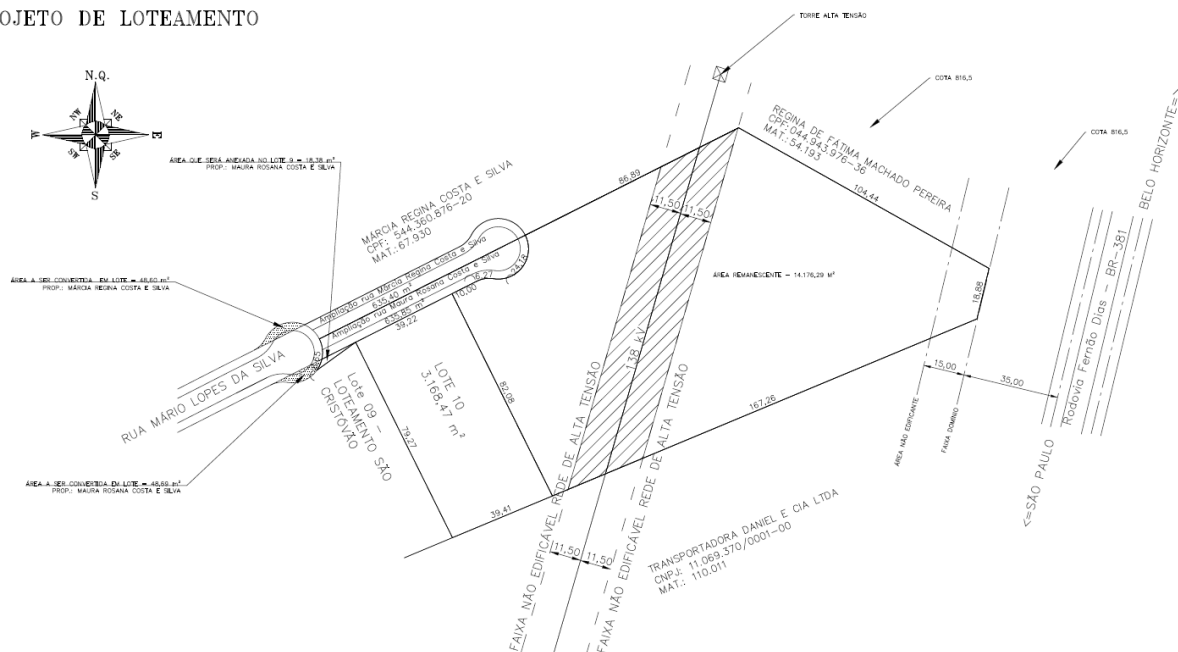 OJETO DE LOTEAMENTO
N.Q.
NW
NE
W
E
SW
SE
S
TORRE ALTA TENSÃO
COTA 816,5
COTA 816,5
REGINA DE FÁTIMA MACHADO PEREIRA
CPF:044.943.976-36
MAT.:54.193
104,44
18,88
ÁREA QUE SERÁ ANEXADA NO LOTE 9 = 18,38 m²
PROP.: MAURA ROSANA COSTA E SILVA
MÁRCIA REGINA COSTA E SILVA
CPF: 544.360.876-20
MAT.:67.930
86,89
11,50
11,50
ÁREA A SER CONVERTIDA EM LOTE = 48,60 m²
PROP.: MÁRCIA REGINA COSTA E SILVA
Ampliação rua Márcia Regina Costa e Silva
635,40 m²
Ampliação rua Maura Rosana Costa e Silva
635,85 m²
16,27
24,18
10,00
39,22
RUA MÁRIO LOPES DA SILVA
Lote 09 -
LOTEAMENTO SÃO
CRISTÓVÃO
LOTE 10
3.168,47 m²
79,27
82,08
39,41
ÁREA A SER CONVERTIDA EM LOTE = 48,69 m²
PROP.: MAURA ROSANA COSTA E SILVA
ÁREA REMANESCENTE = 14.176,29 M²
138 kV
FAIXA NÃO EDIFICÁVEL REDE DE ALTA TENSÃO
FAIXA NÃO EDIFICÁVEL REDE DE ALTA TENSÃO
11,50
11,50
167,26
TRANSPORTADORA DANIEL E CIA LTDA
CNPJ: 11.069.370/0001-00
MAT.: 110.011
15,00
35,00
ÁREA NÃO EDIFICANTE
FAIXA DOMÍNIO
<=SÃO PAULO
Rodovia Fernão Dias - BR-381
BELO HORIZONTE=